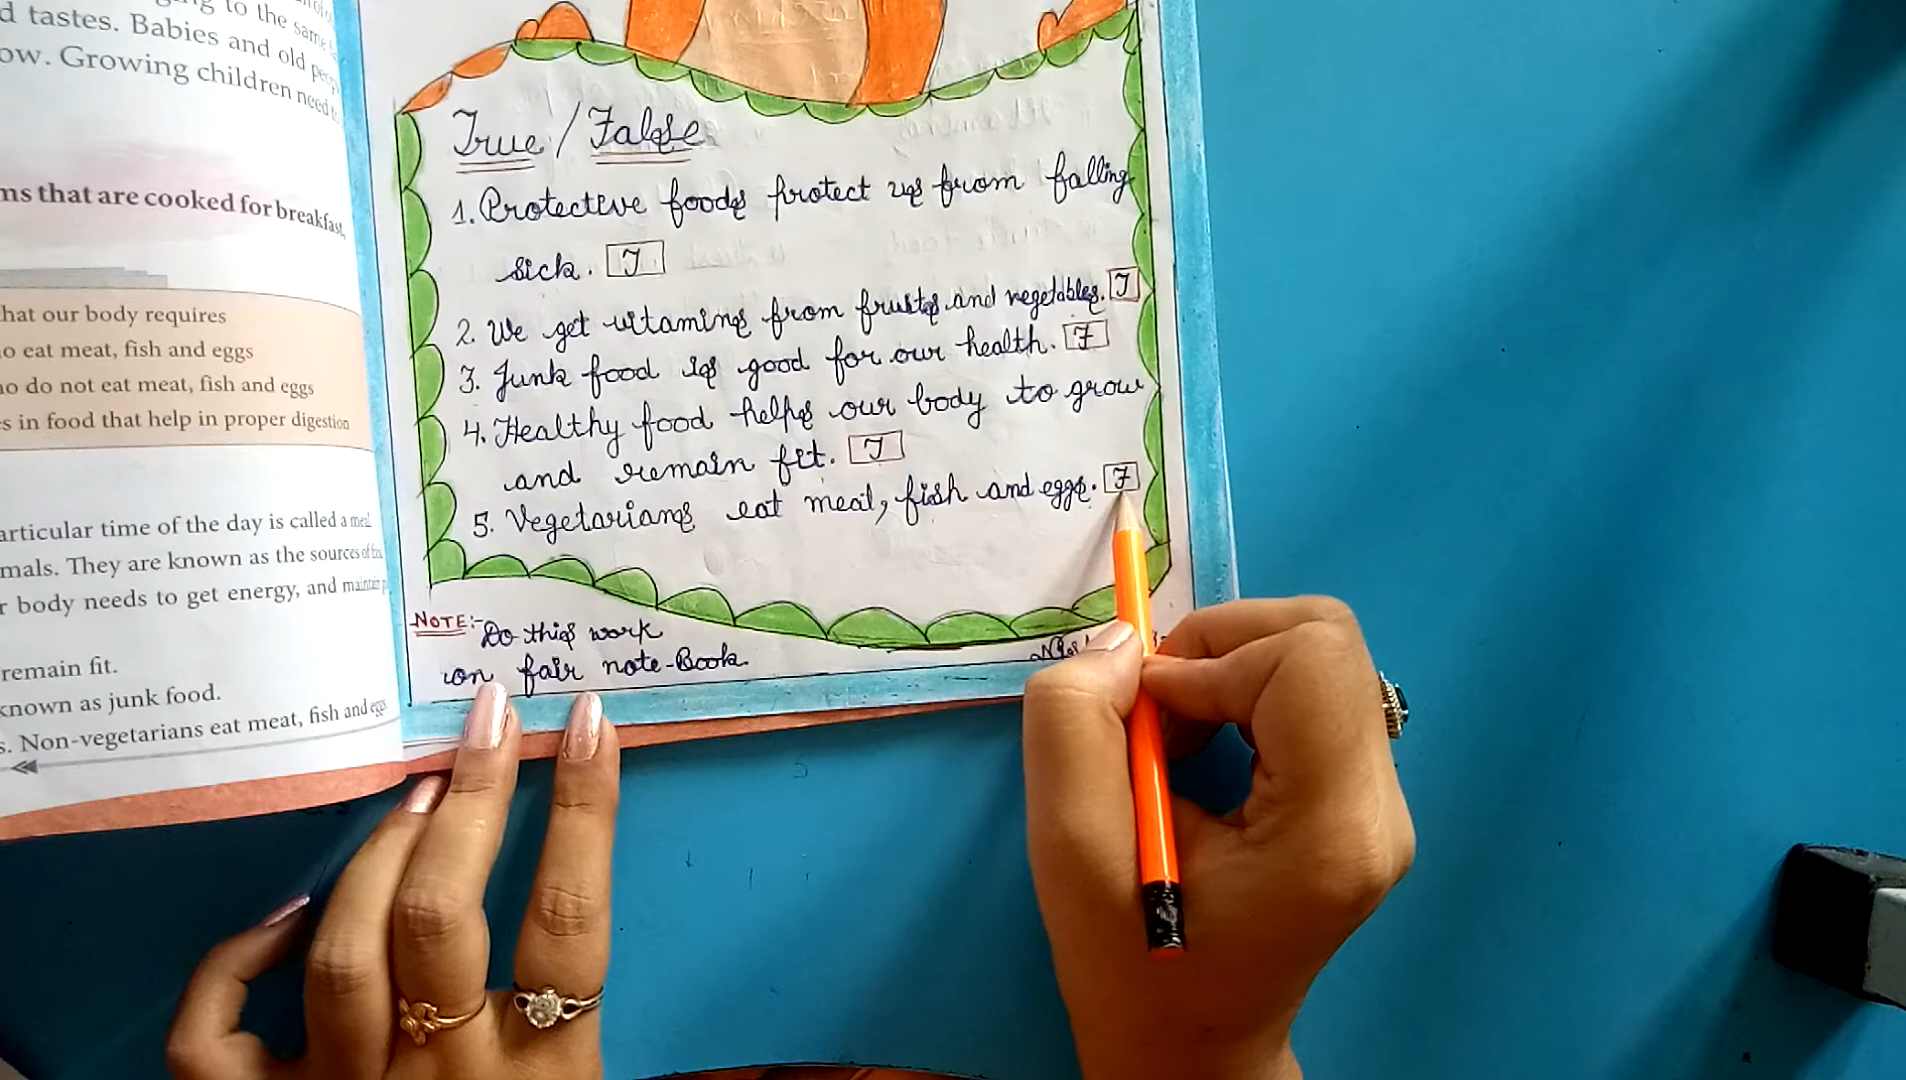 to the same
d tastes. Babies and old
ow. Growing children need
ms that are cooked for breakfast,
hat our body requires
o eat meat, fish and eggs
o do not eat meat, fish and eggs
s in food that help in proper digestion
articular time of the day is called a meal
mals. They are known as the sources of
r body needs to get energy, and maintain
remain fit.
known as junk food.
s. Non-vegetarians eat meat, fish and eggs
True / False
1. Protective foods protect us from falling
sick. T
2. We get vitamins from fruits and vegetables. T
3. Junk food is good for our health. F
4. Healthy food helps our body to grow
and remain fit. T
5. Vegetarians eat meat, fish and eggs. F
NOTE:- Do this work
on fair note-Book.